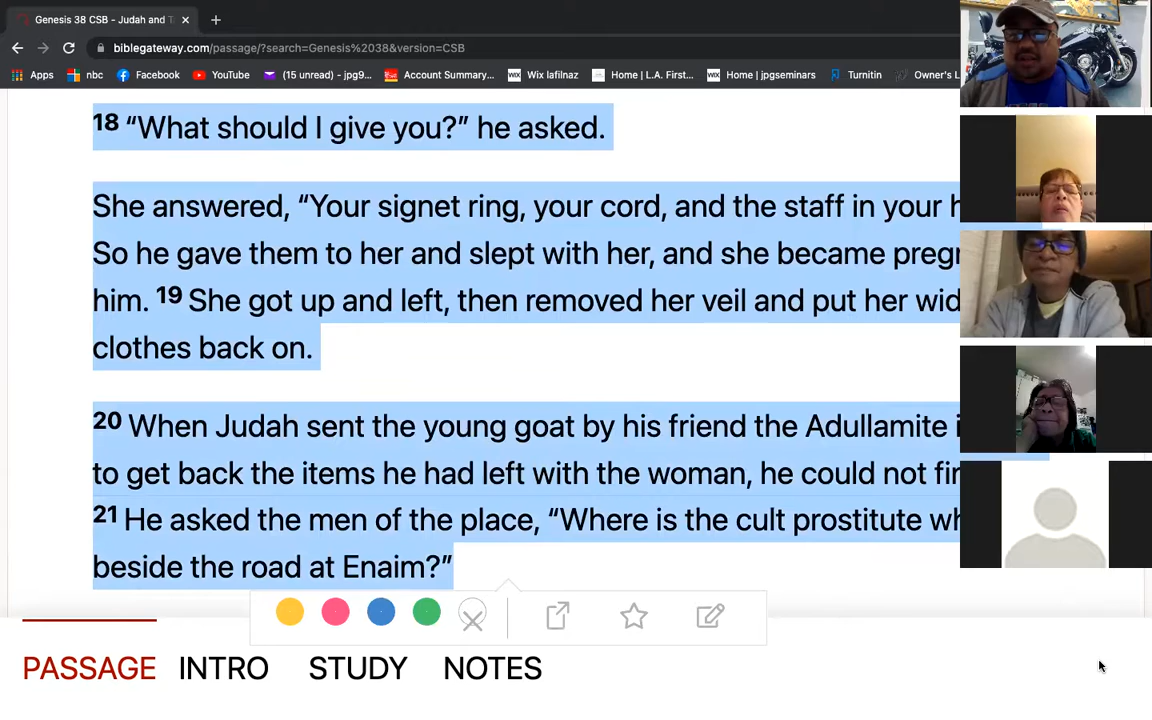 Genesis 38 CSB - Judah and T
biblegateway.com/passage/?search=Genesis%2038&version=CSB
Apps nbc Facebook YouTube (15 unread) - jpg9... Account Summary... Wix lafilnaz Home | L.A. First... Home | jpgseminars Turnitin Owner's L
18 “What should I give you?” he asked.
She answered, “Your signet ring, your cord, and the staff in your h
So he gave them to her and slept with her, and she became pregn
him. 19 She got up and left, then removed her veil and put her wid
clothes back on.
20 When Judah sent the young goat by his friend the Adullamite i
to get back the items he had left with the woman, he could not fin
21 He asked the men of the place, “Where is the cult prostitute wh
beside the road at Enaim?”
PASSAGE INTRO STUDY NOTES